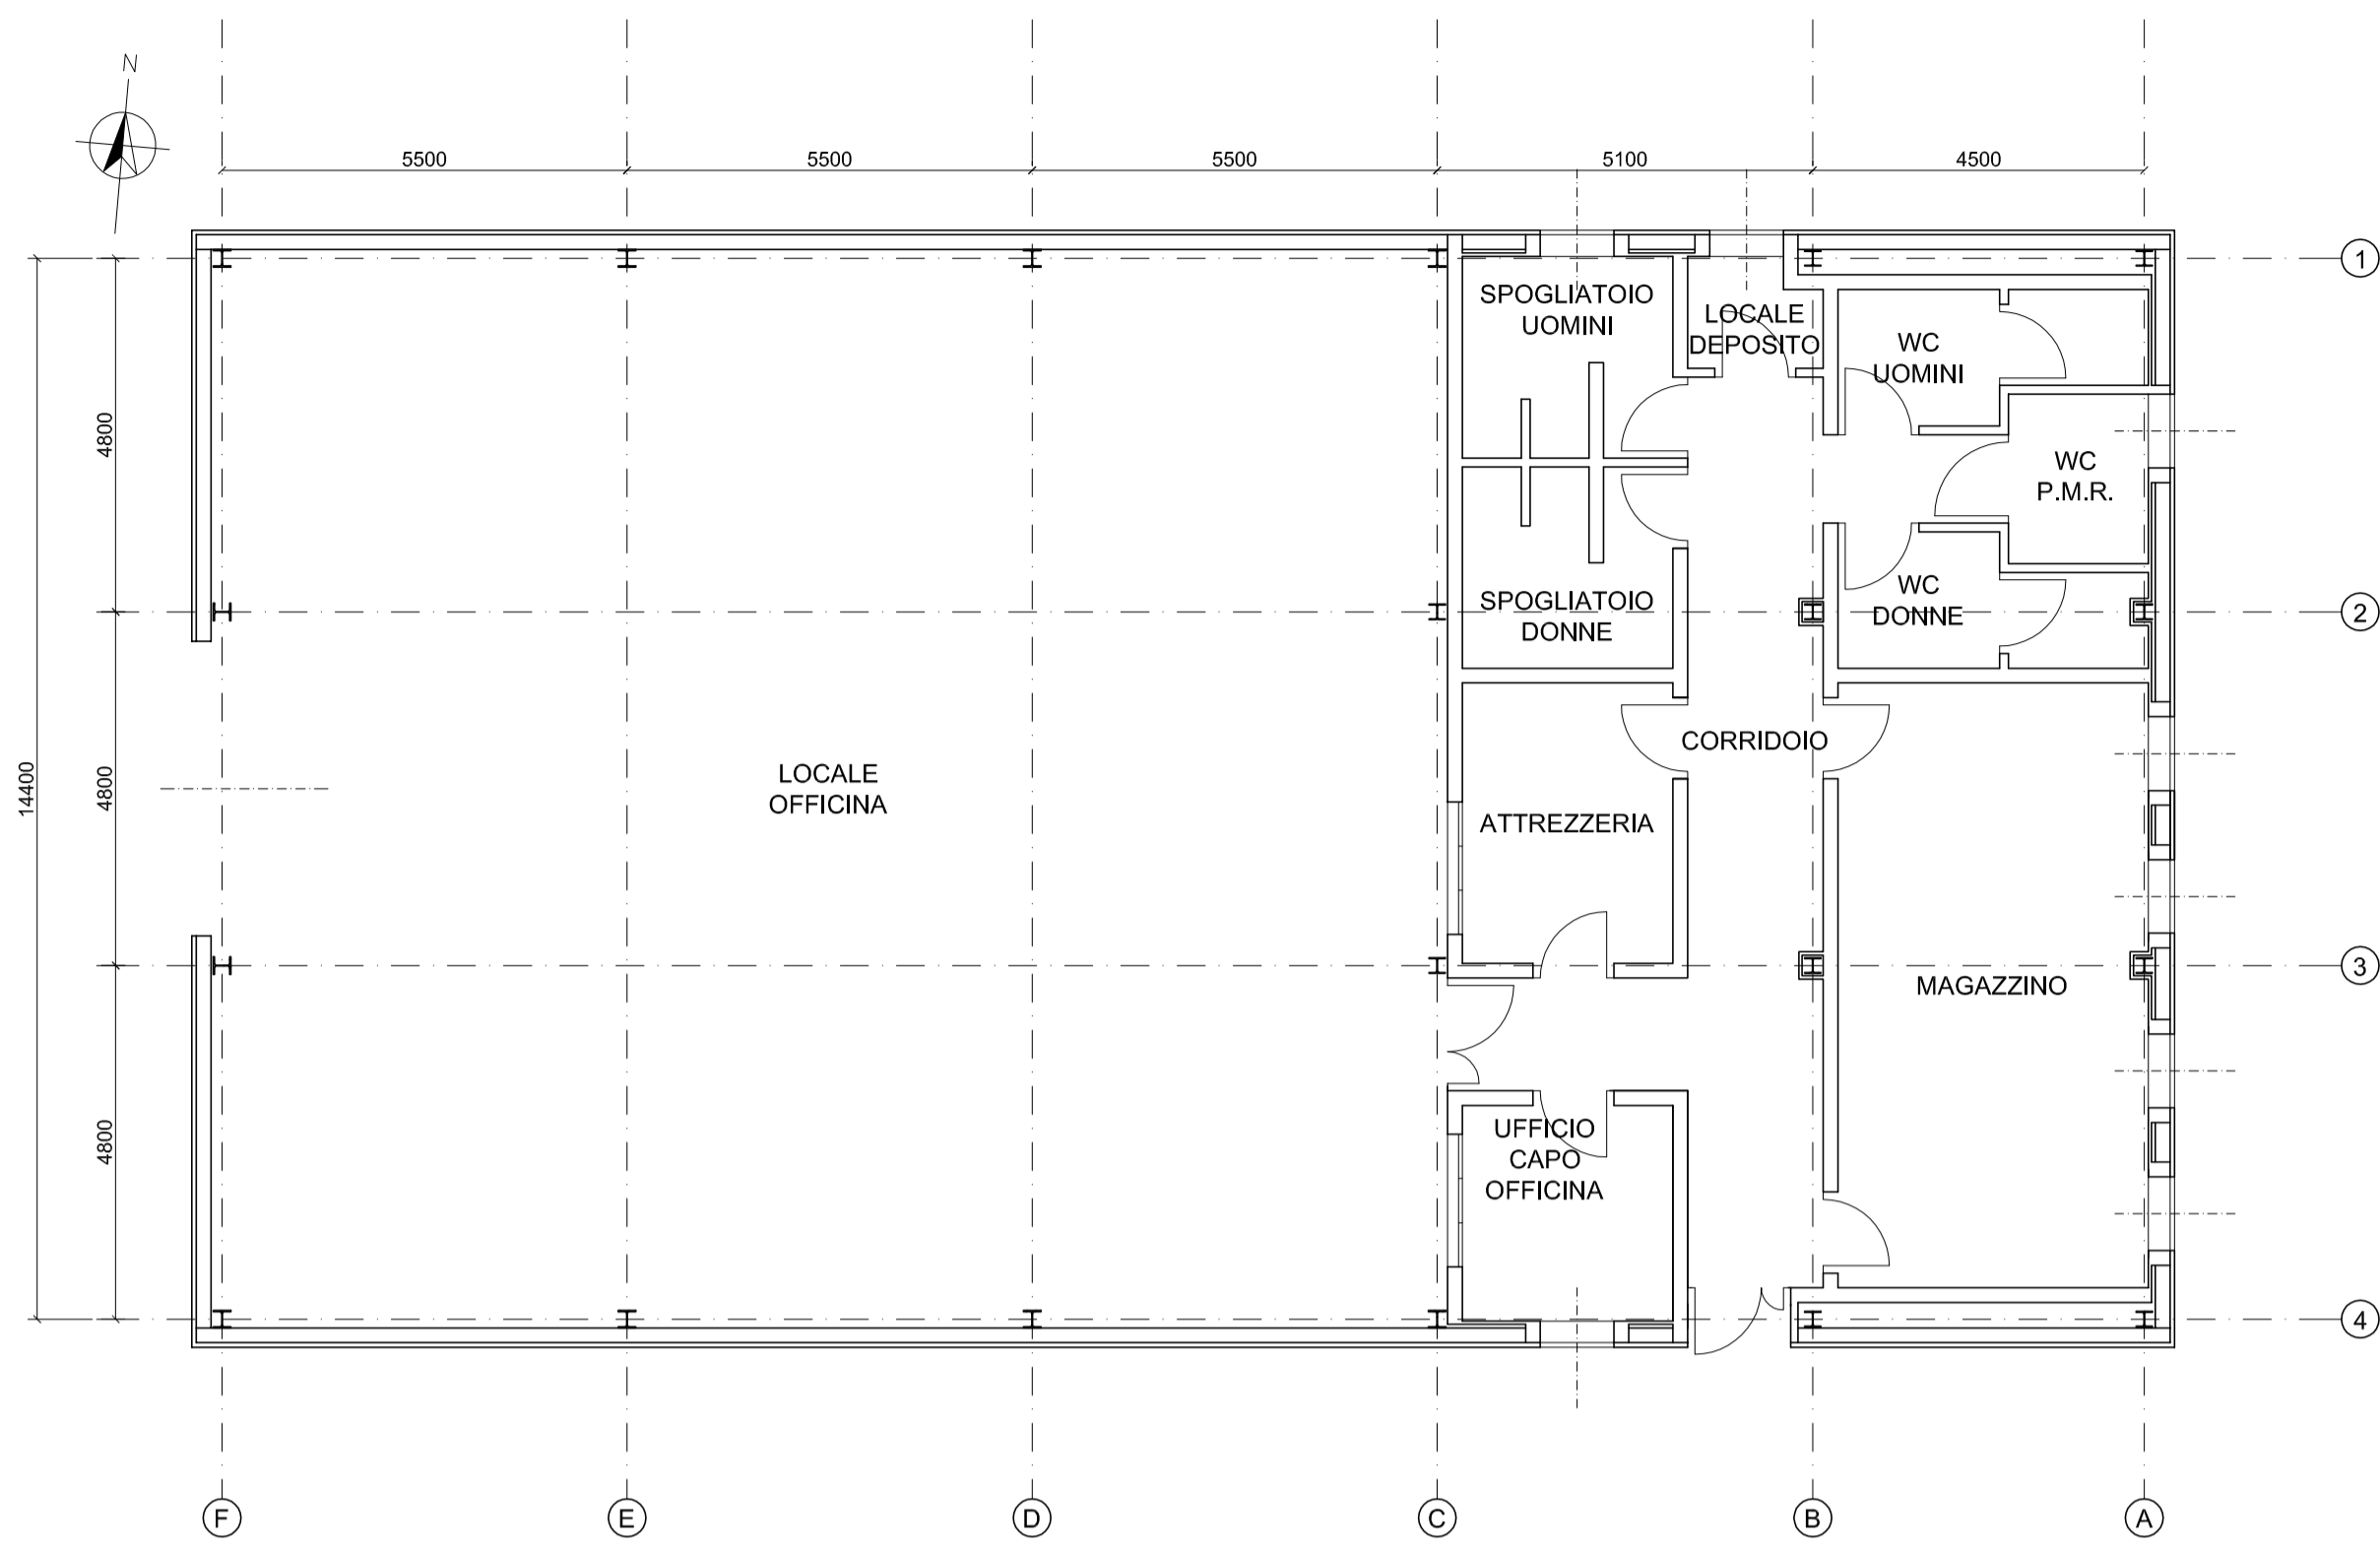 N
5500
5500
5500
5100
4500
1
SPOGLIATOIO
UOMINI
LOCALE
DEPOSITO
WC
UOMINI
4800
WC
P.M.R.
SPOGLIATOIO
DONNE
WC
DONNE
2
CORRIDOIO
LOCALE
OFFICINA
14400
4800
ATTREZZERIA
MAGAZZINO
3
4800
UFFICIO
CAPO
OFFICINA
4
F
E
D
C
B
A